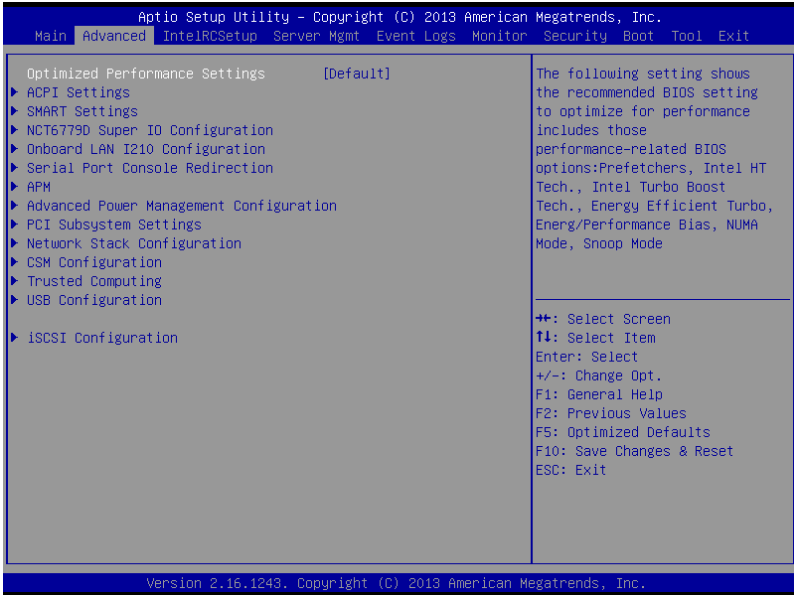 Aptio Setup Utility – Copyright (C) 2013 American Megatrends, Inc.
Main Advanced IntelRCSetup Server Mgmt Event Logs Monitor Security Boot Tool Exit
Optimized Performance Settings [Default]
ACPI Settings
SMART Settings
NCT6779D Super IO Configuration
Onboard LAN I210 Configuration
Serial Port Console Redirection
APM
Advanced Power Management Configuration
PCI Subsystem Settings
Network Stack Configuration
CSM Configuration
Trusted Computing
USB Configuration
iSCSI Configuration
The following setting shows
the recommended BIOS setting
to optimize for performance
includes those
performance-related BIOS
options:Prefetchers, Intel HT
Tech., Intel Turbo Boost
Tech., Energy Efficient Turbo,
Energ/Performance Bias, NUMA
Mode, Snoop Mode
→←: Select Screen
↑↓: Select Item
Enter: Select
+/-: Change Opt.
F1: General Help
F2: Previous Values
F5: Optimized Defaults
F10: Save Changes & Reset
ESC: Exit
Version 2.16.1243. Copyright (C) 2013 American Megatrends, Inc.